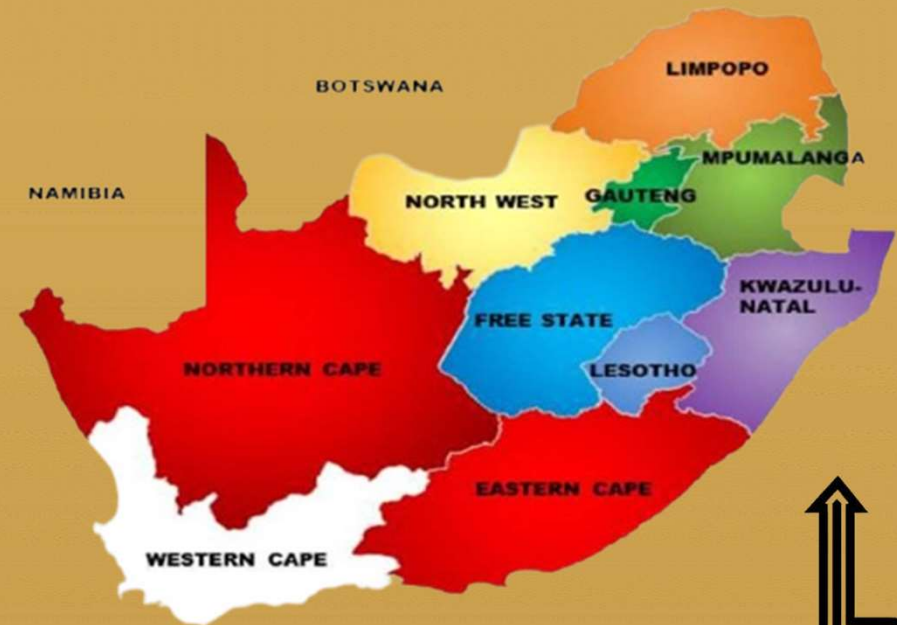 LIMPOPO
BOTSWANA
MPUMALANGA
NAMIBIA
NORTH WEST
GAUTENG
KWAZULU-
NATAL
FREE STATE
NORTHERN CAPE
LESOTHO
EASTERN CAPE
WESTERN CAPE